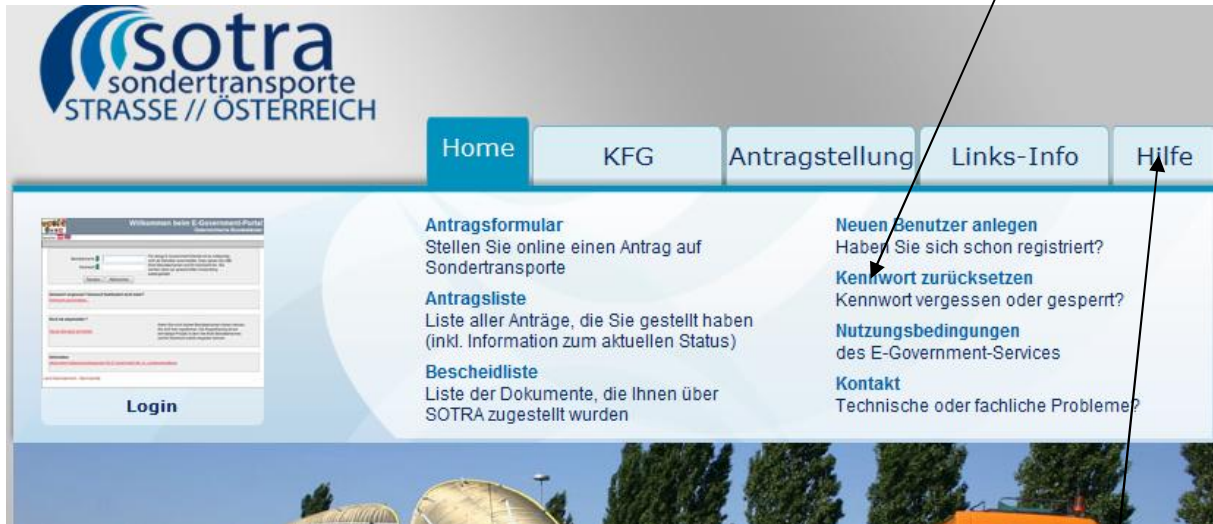 sotra
sondertransporte
STRASSE // ÖSTERREICH
Home
KFG
Antragstellung
Links-Info
Hilfe
Willkommen beim E-Government-Portal
Login
Antragsformular
Stellen Sie online einen Antrag auf
Sondertransporte
Antragsliste
Liste aller Anträge, die Sie gestellt haben
(inkl. Information zum aktuellen Status)
Bescheidliste
Liste der Dokumente, die Ihnen über
SOTRA zugestellt wurden
Neuen Benutzer anlegen
Haben Sie sich schon registriert?
Kennwort zurücksetzen
Kennwort vergessen oder gesperrt?
Nutzungsbedingungen
des E-Government-Services
Kontakt
Technische oder fachliche Probleme?